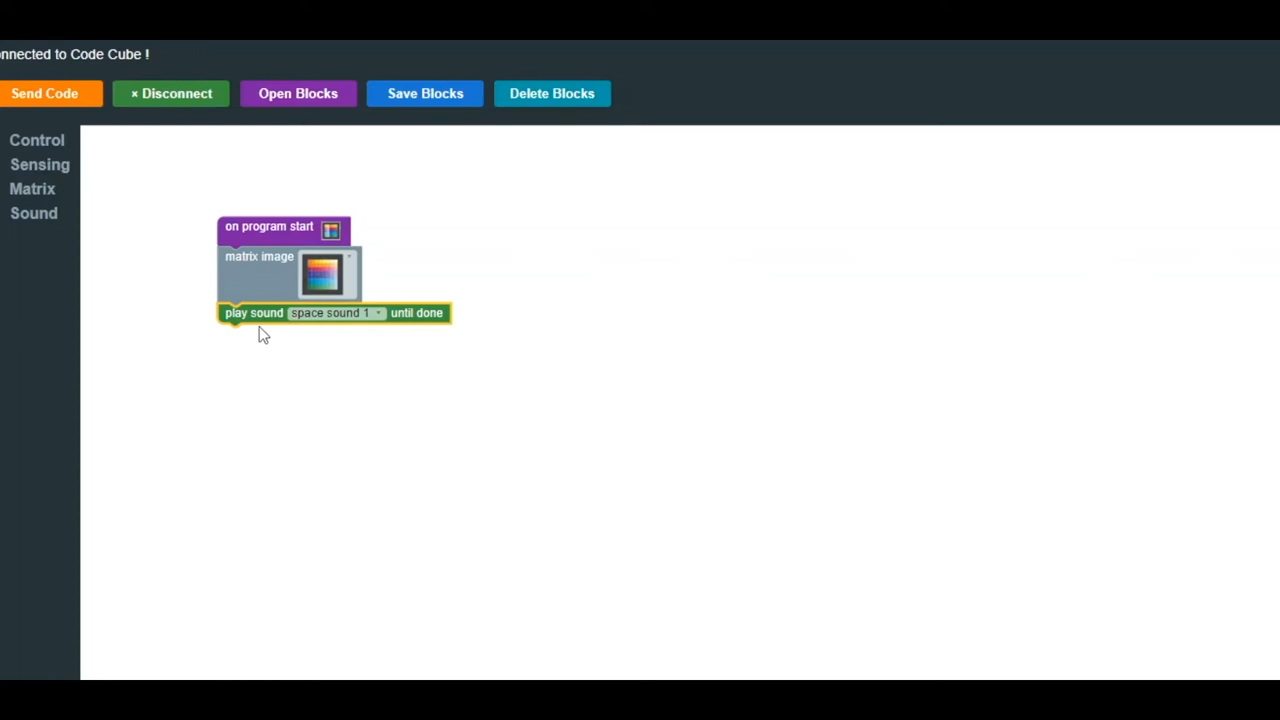 onnected to Code Cube !
Send Code × Disconnect Open Blocks Save Blocks Delete Blocks
Control
Sensing
Matrix
Sound
on program start
matrix image
play sound space sound 1 until done